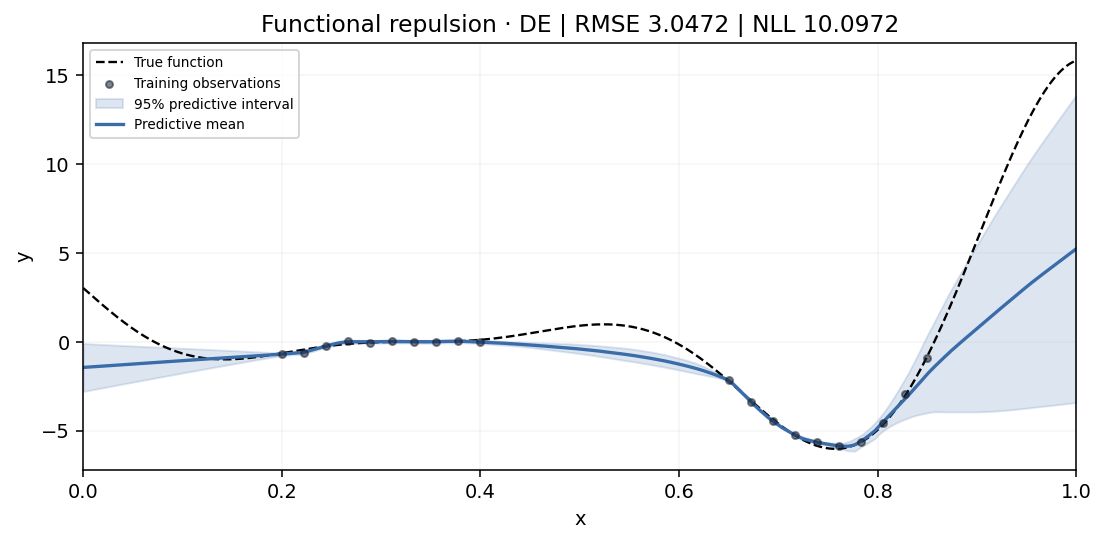 Functional repulsion · DE | RMSE 3.0472 | NLL 10.0972
True function
Training observations
95% predictive interval
Predictive mean
15
10
5
0
−5
y
0.0 0.2 0.4 0.6 0.8 1.0
x